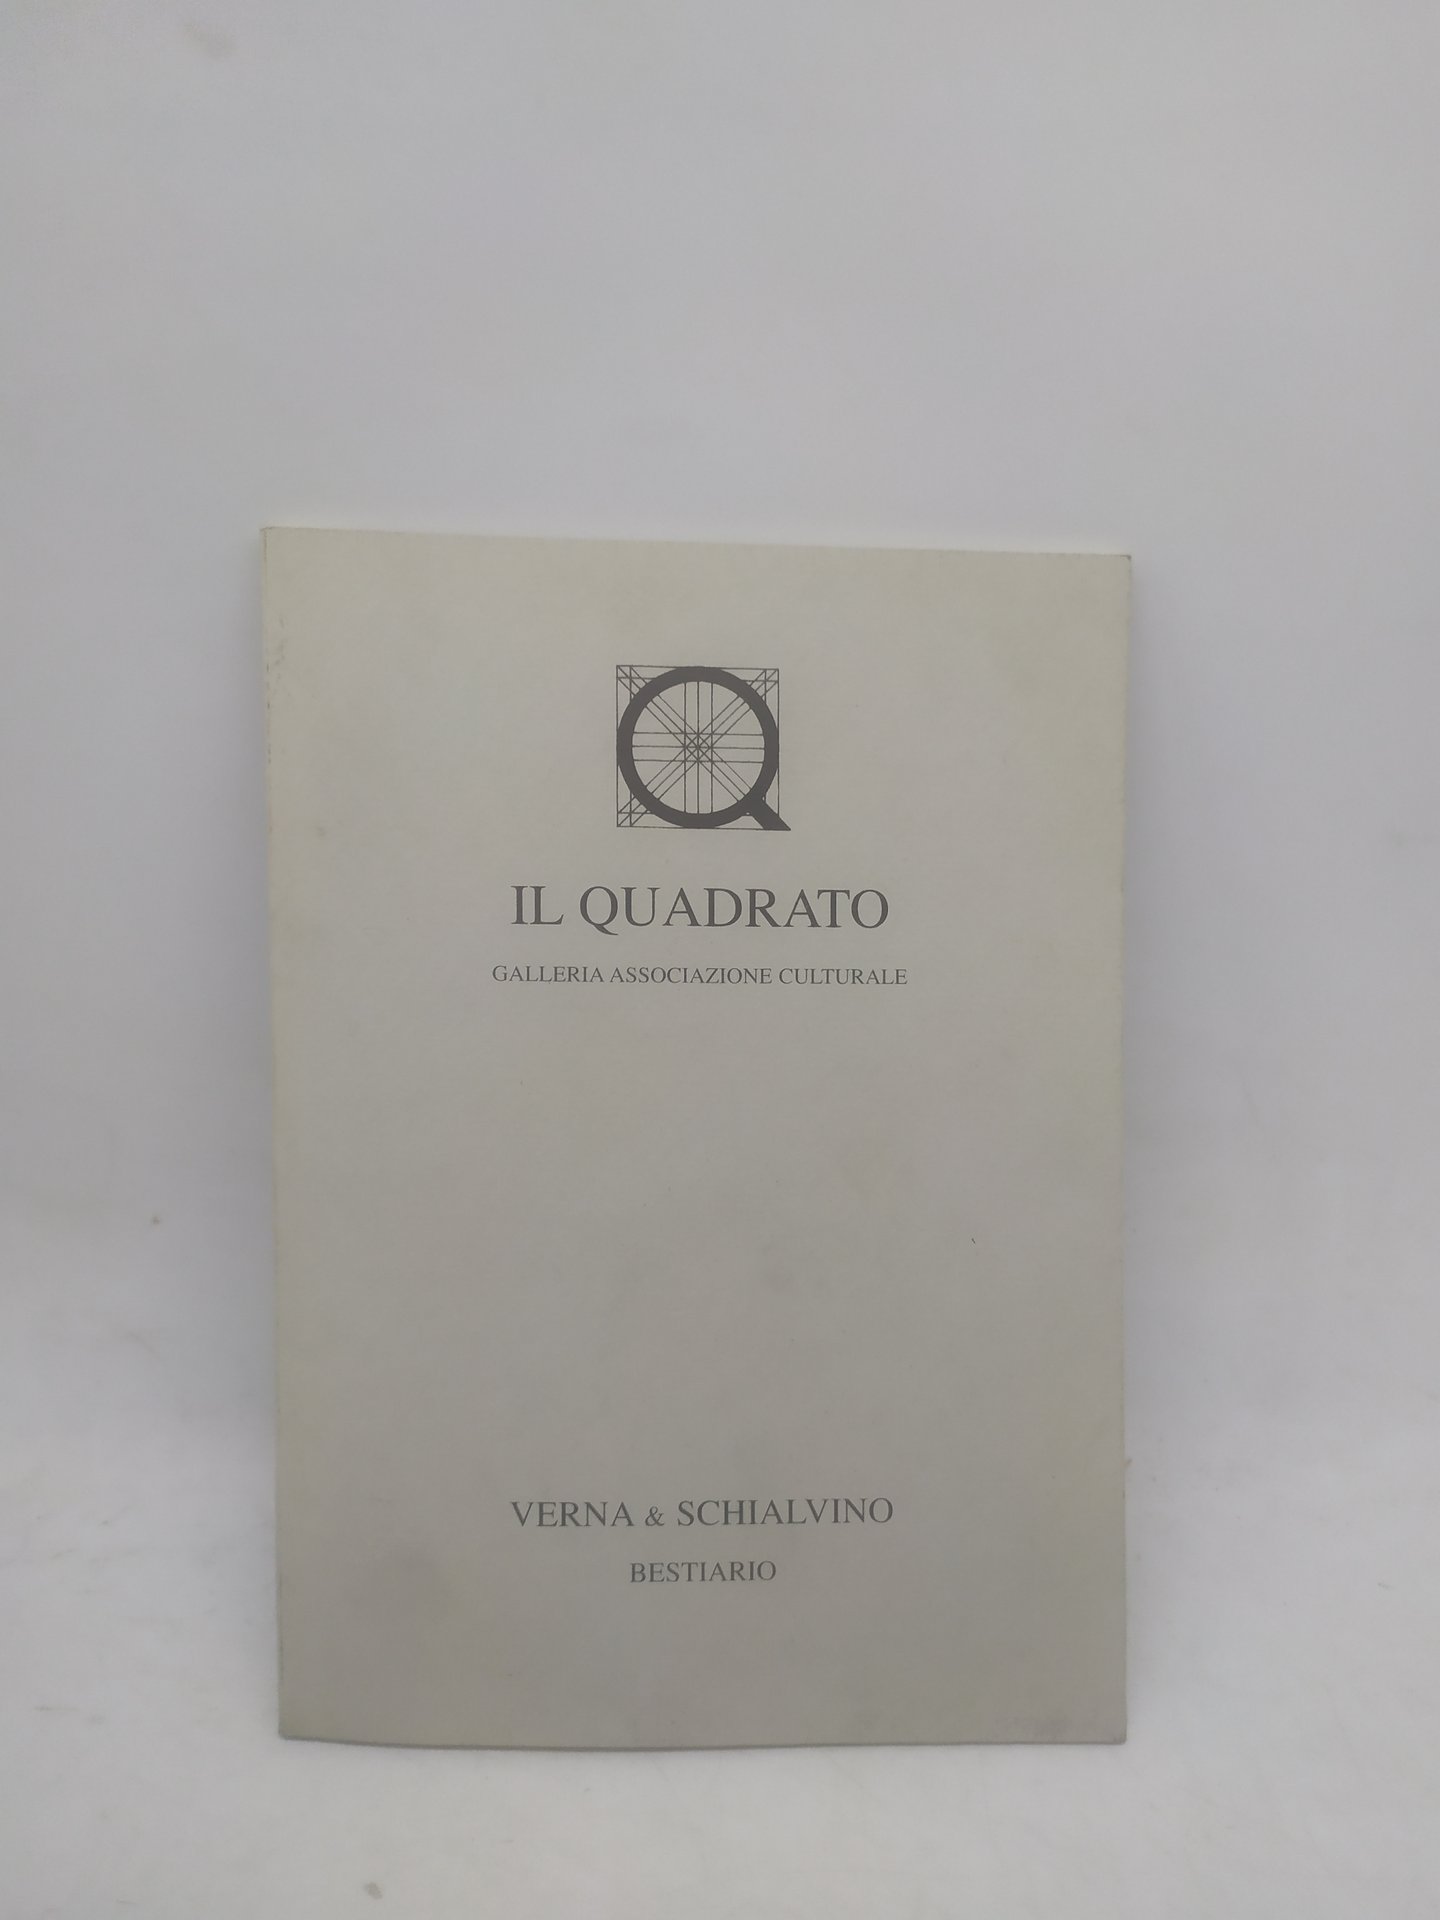 Q
IL QUADRATO
GALLERIA ASSOCIAZIONE CULTURALE
VERNA & SCHIALVINO
BESTIARIO